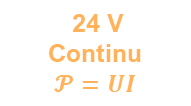 24 V
Continu
𝒫 = UI